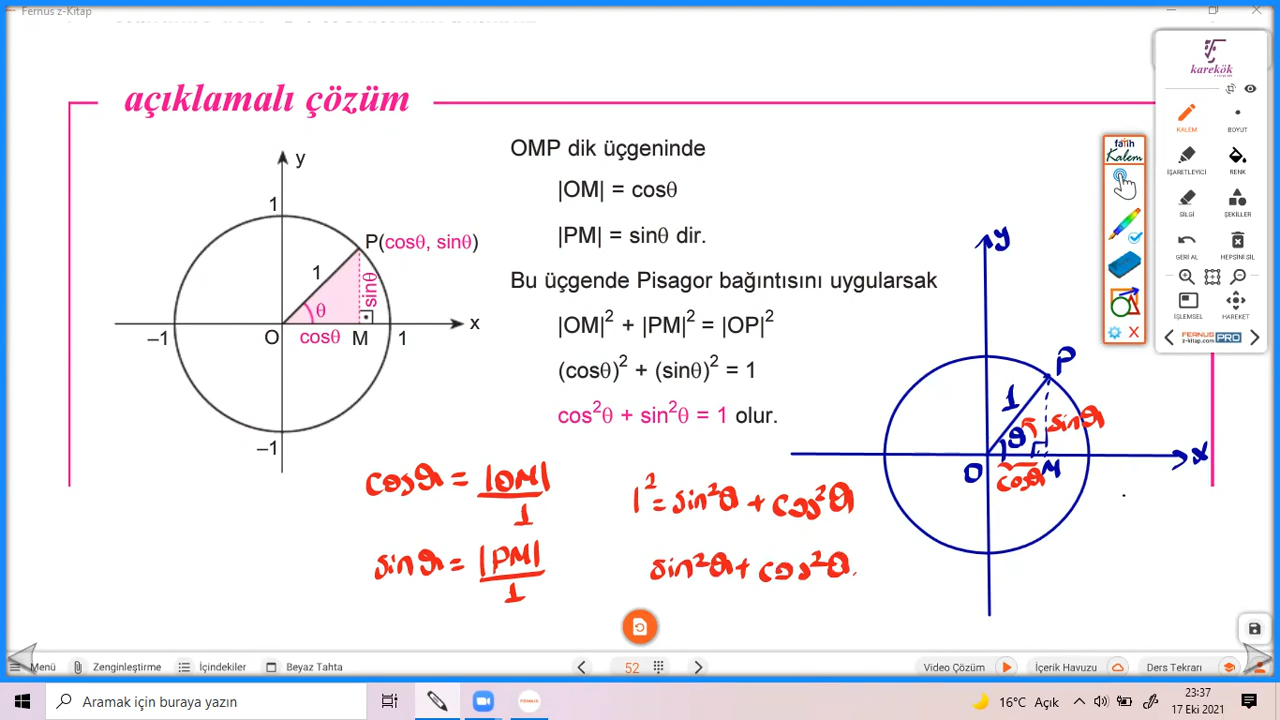 Fernus z-Kitap
açıklamalı çözüm
y
1
P(cosθ, sinθ)
1
θ
sinθ
O
cosθ
M
1
x
–1
–1
OMP dik üçgeninde
|OM| = cosθ
|PM| = sinθ dir.
Bu üçgende Pisagor bağıntısını uygularsak
|OM|² + |PM|² = |OP|²
(cosθ)² + (sinθ)² = 1
cos²θ + sin²θ = 1 olur.
cosθ = |OM|/1
sinθ = |PM|/1
1² = sin²θ + cos²θ
sin²θ + cos²θ
y
P
1
θ
sinθ
O
cosθ
M
x
karekök
KALEM
BOYUT
İŞARETLEYİCİ
RENK
SİLGİ
ŞEKİLLER
GERİ AL
HEPSİNİ SİL
İŞLEMSEL
HAREKET
FERNUS
z-kitap.com
PRO
fatih
Kalem
Menü
Zenginleştirme
İçindekiler
Beyaz Tahta
52
Video Çözüm
İçerik Havuzu
Ders Tekrarı
Aramak için buraya yazın
FERNUS
16°C Açık
23:37
17 Eki 2021